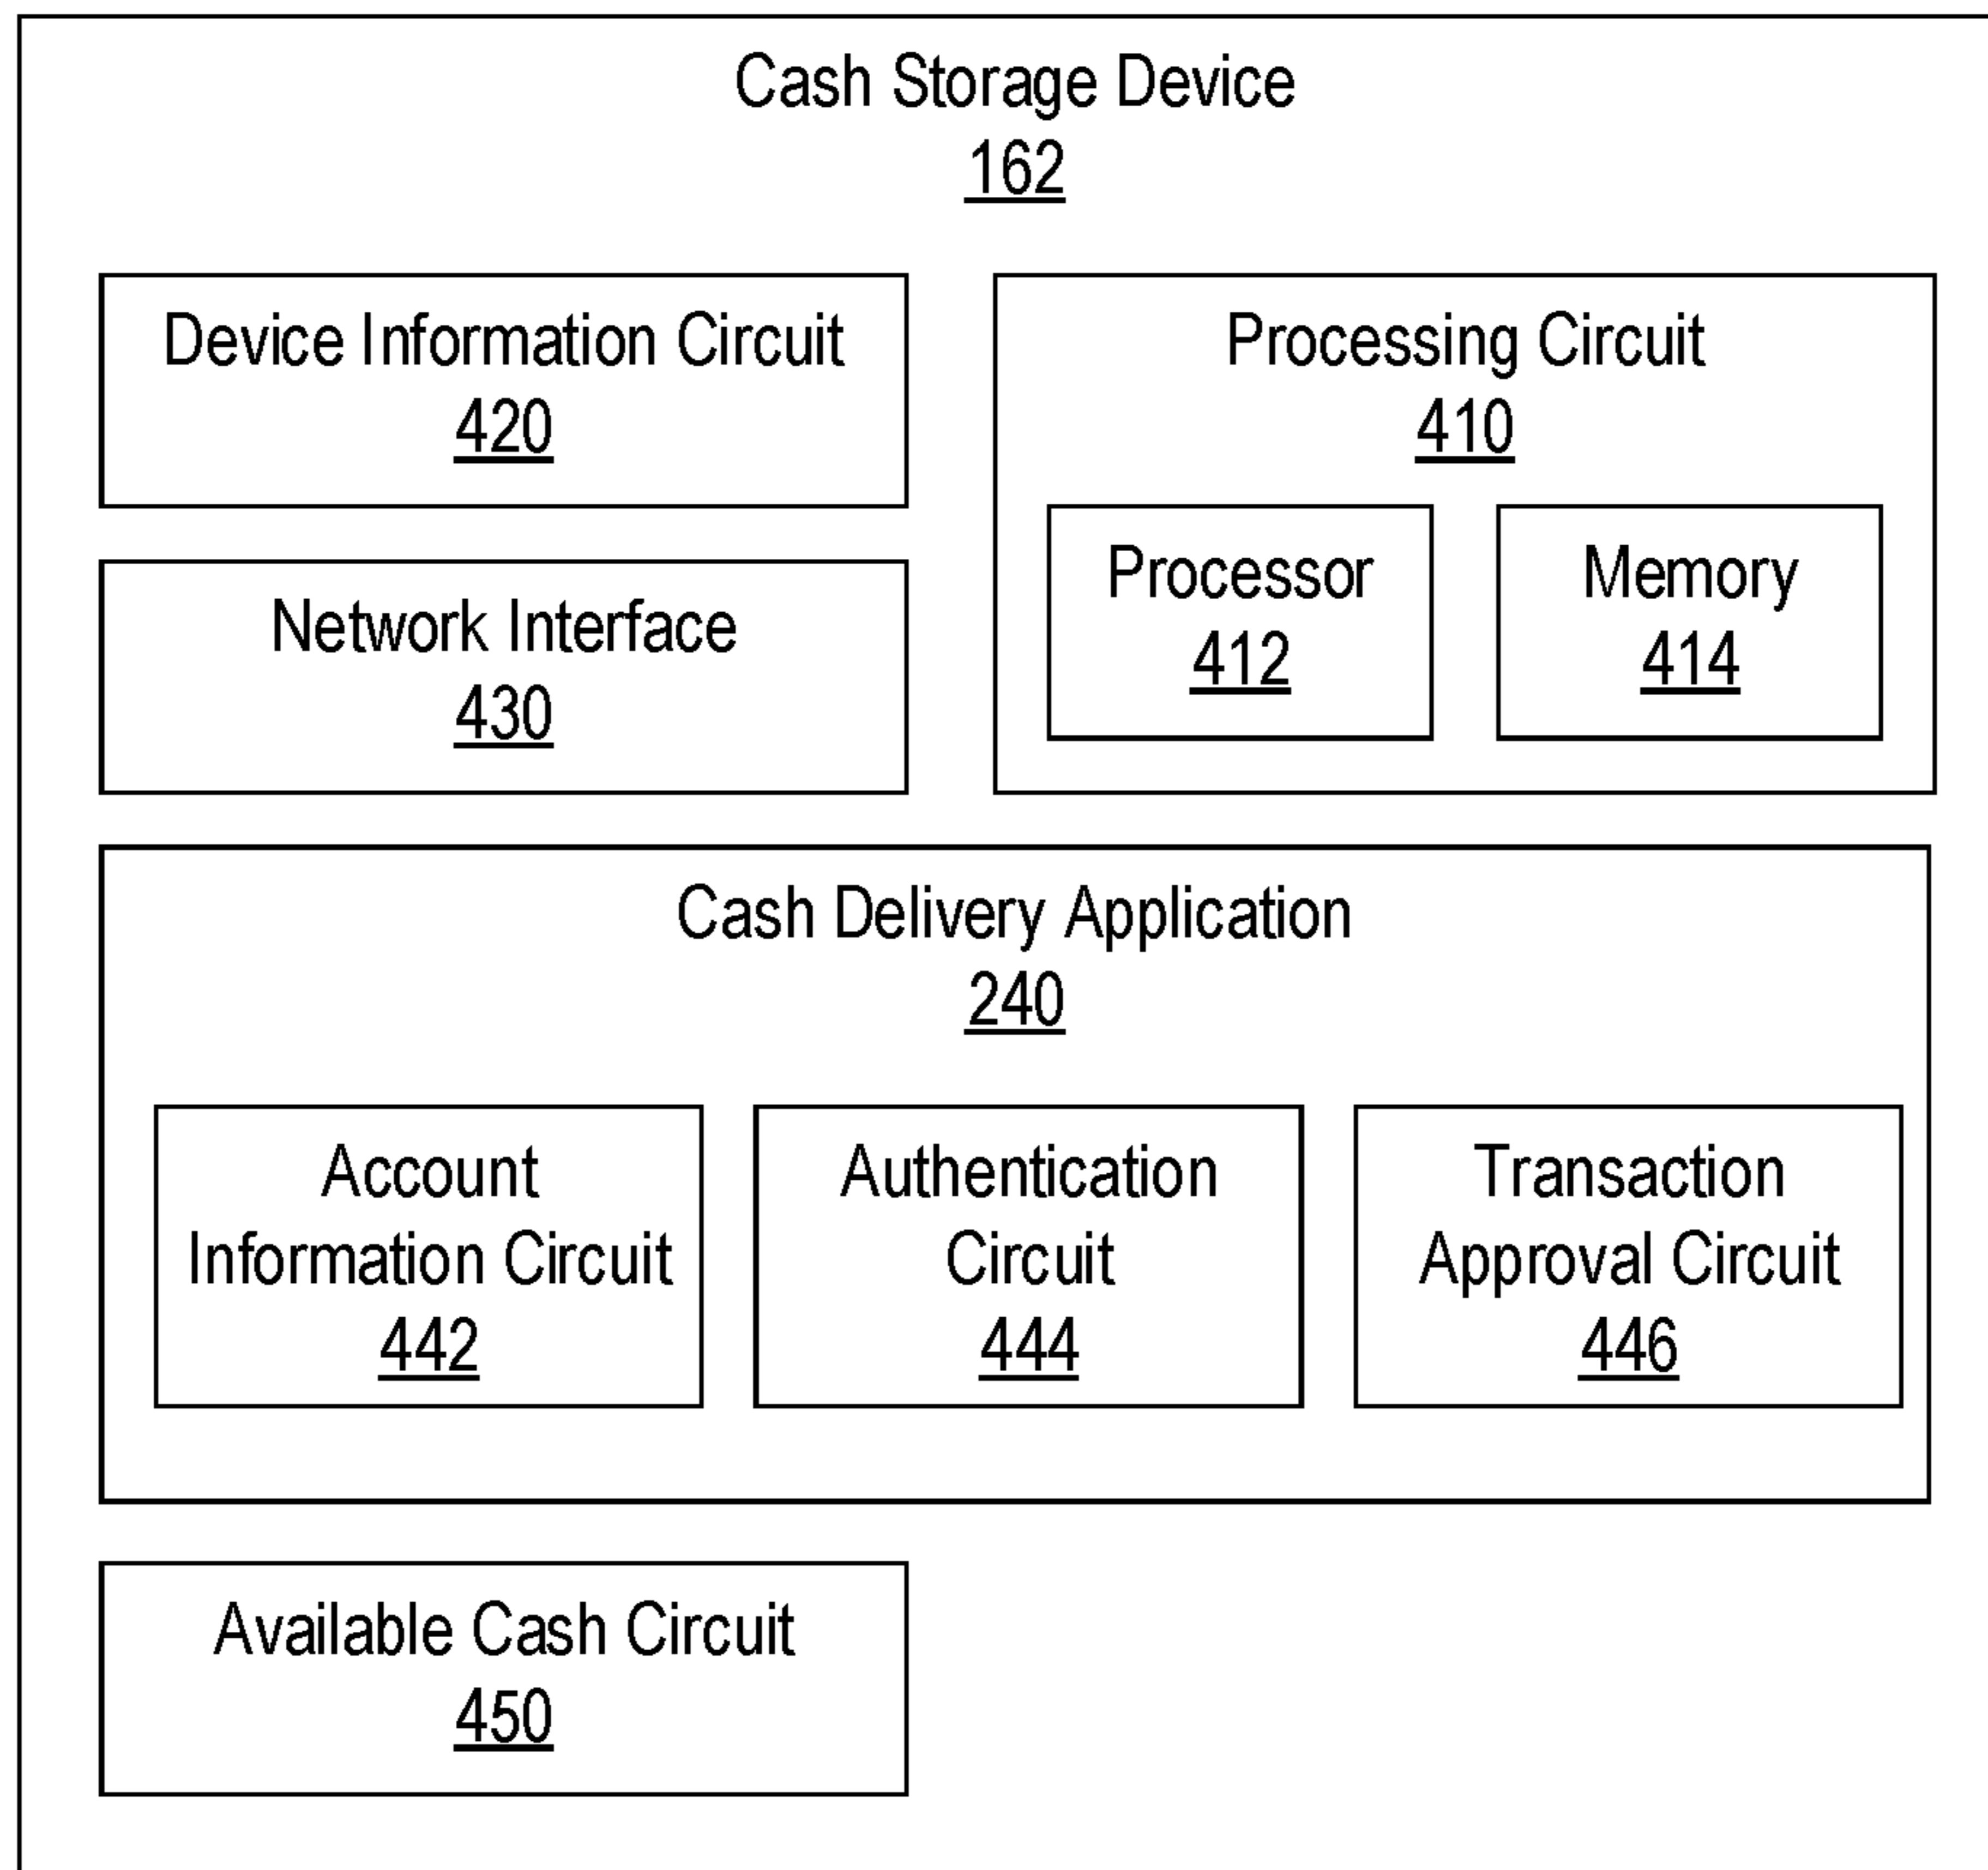 Cash Storage Device
162
Device Information Circuit
420
Processing Circuit
410
Processor
412
Memory
414
Network Interface
430
Cash Delivery Application
240
Account
Information Circuit
442
Authentication
Circuit
444
Transaction
Approval Circuit
446
Available Cash Circuit
450